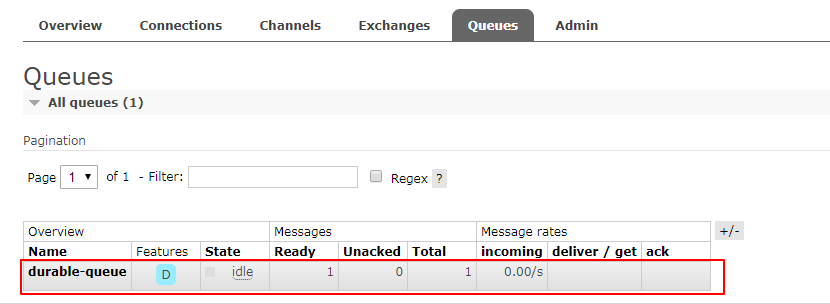 Overview Connections Channels Exchanges Queues Admin
Queues
All queues (1)
Pagination
Page 1 of 1 - Filter: Regex ?
Overview Messages Message rates +/-
Name Features State Ready Unacked Total incoming deliver / get ack
durable-queue D idle 1 0 1 0.00/s